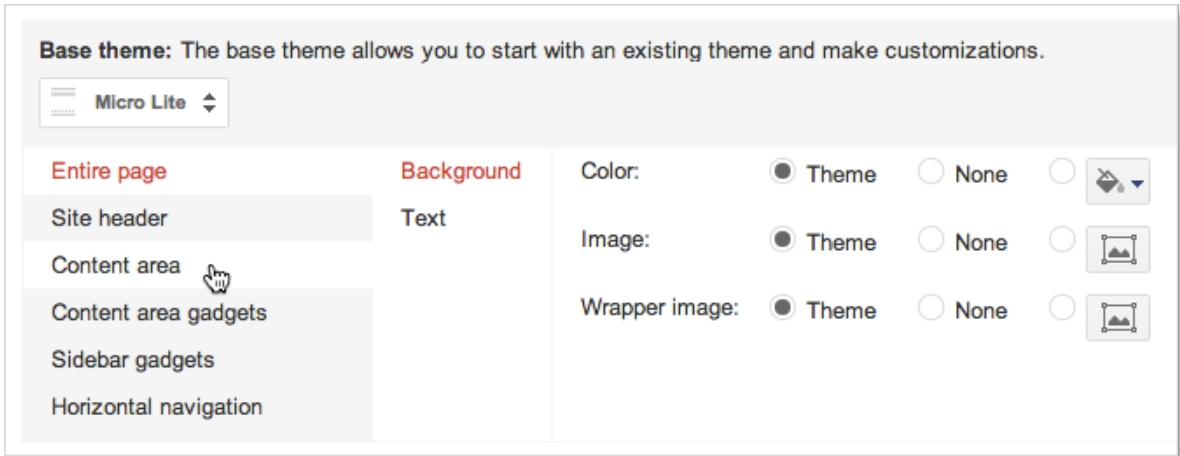 Base theme: The base theme allows you to start with an existing theme and make customizations.
Micro Lite
Entire page
Site header
Content area
Content area gadgets
Sidebar gadgets
Horizontal navigation
Background
Text
Color: Theme None
Image: Theme None
Wrapper image: Theme None